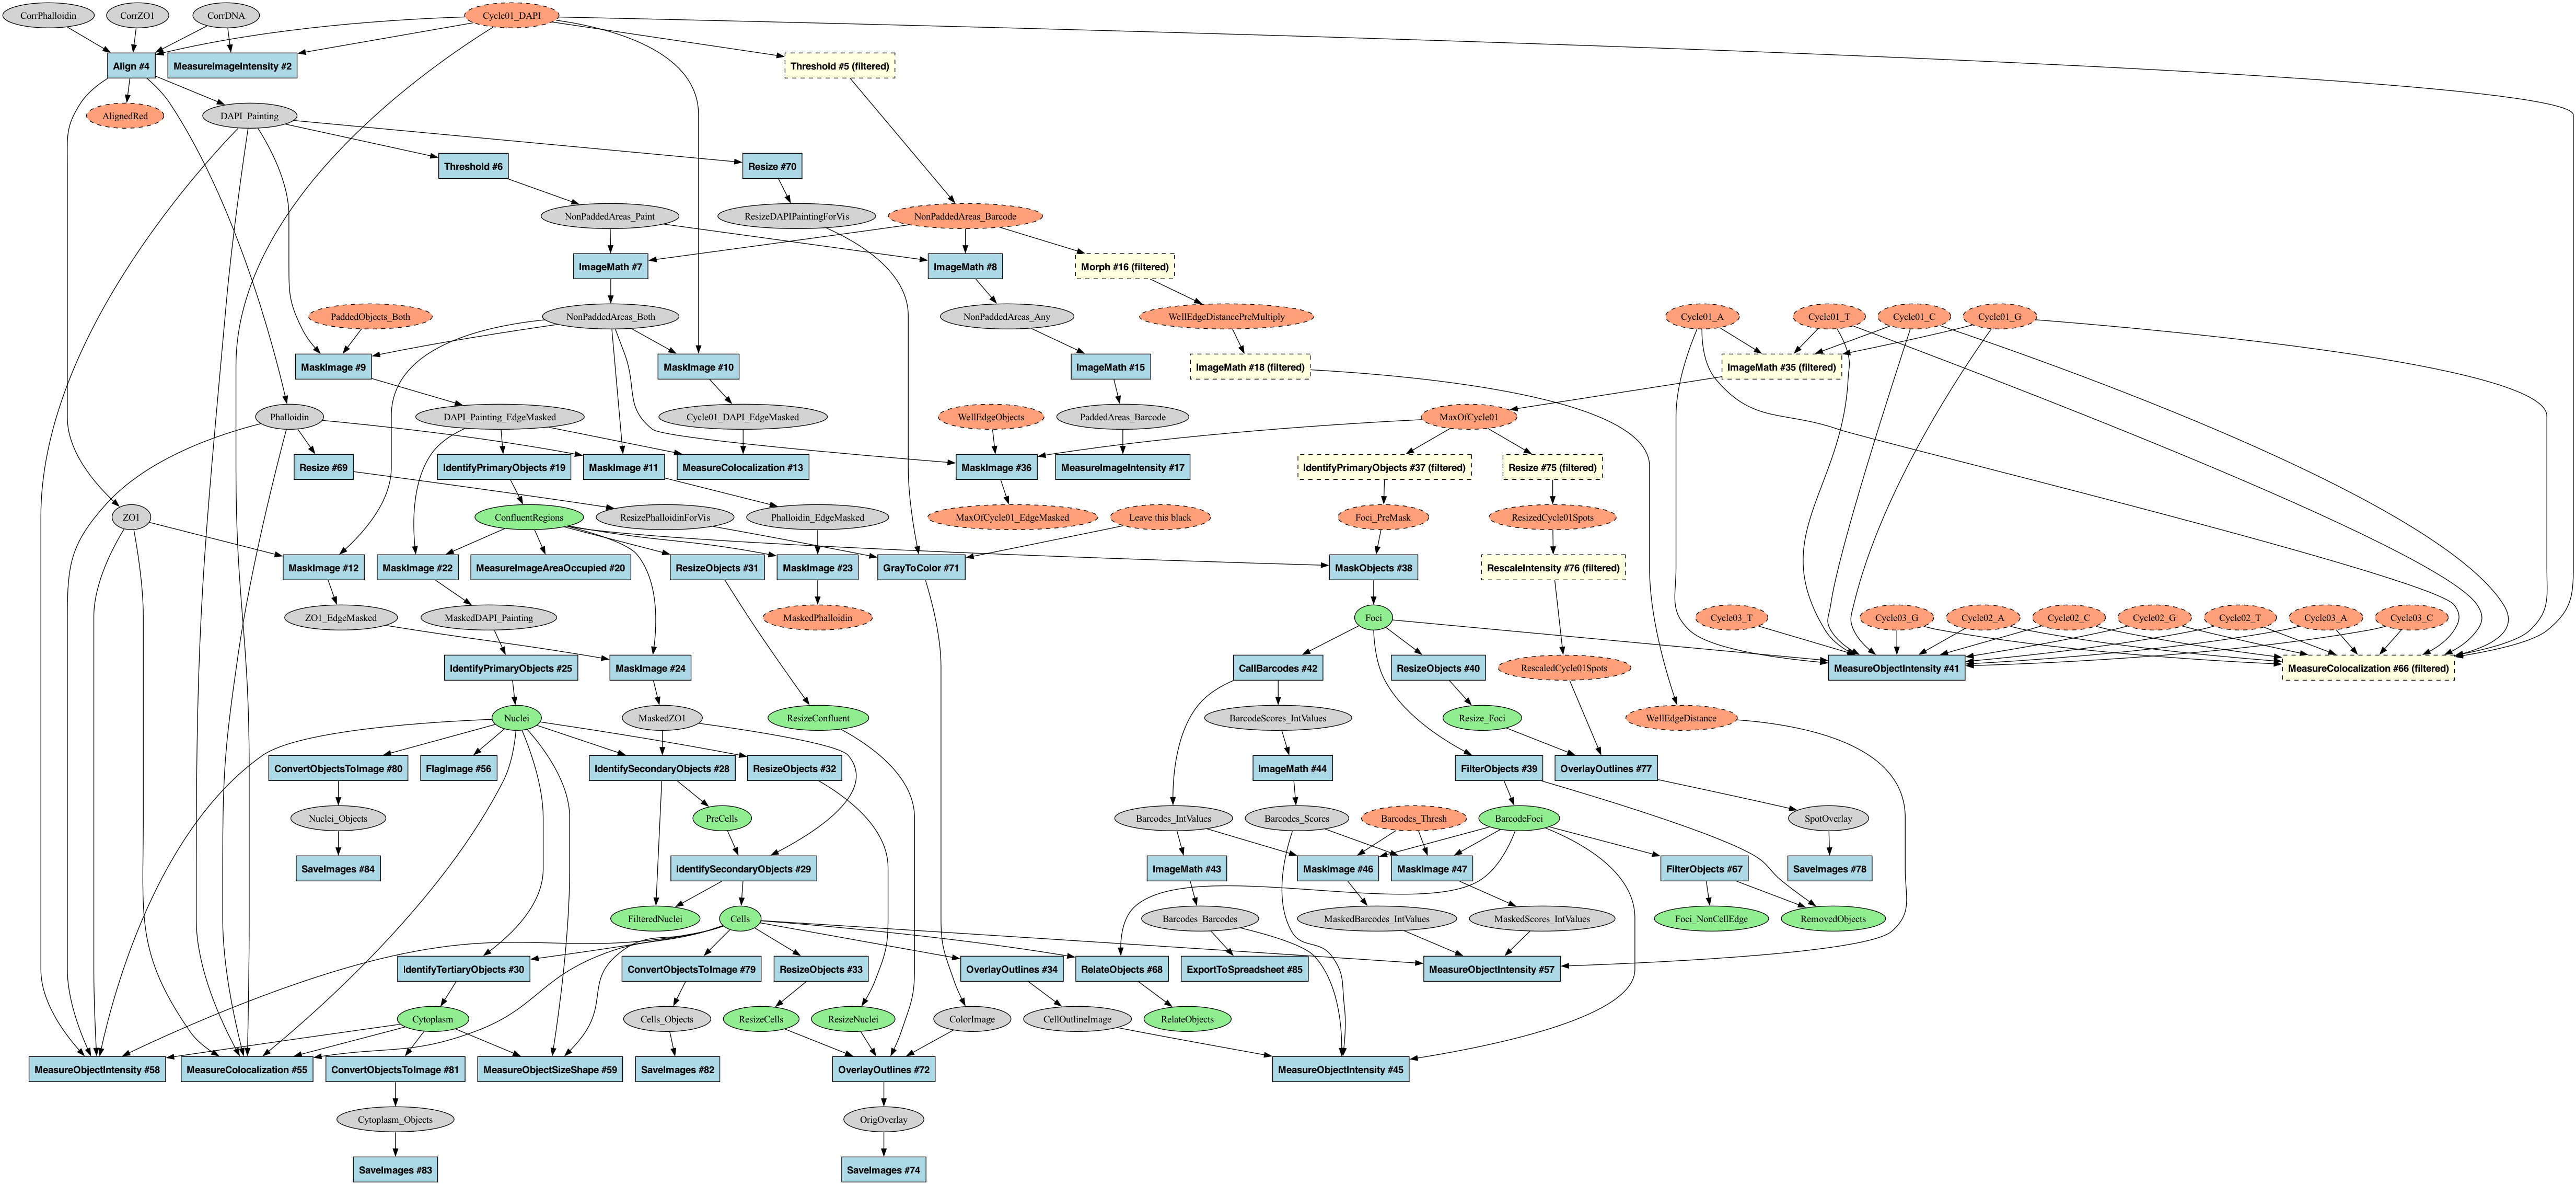 CorrPhalloidin
CorrZO1
CorrDNA
Cycle01_DAPI
Align #4
MeasureImageIntensity #2
Threshold #5 (filtered)
AlignedRed
DAPI_Painting
Threshold #6
Resize #70
NonPaddedAreas_Paint
ResizeDAPIPaintingForVis
NonPaddedAreas_Barcode
ImageMath #7
ImageMath #8
Morph #16 (filtered)
PaddedObjects_Both
NonPaddedAreas_Both
NonPaddedAreas_Any
WellEdgeDistancePreMultiply
Cycle01_A
Cycle01_T
Cycle01_C
Cycle01_G
MaskImage #9
MaskImage #10
ImageMath #15
ImageMath #18 (filtered)
ImageMath #35 (filtered)
Phalloidin
DAPI_Painting_EdgeMasked
Cycle01_DAPI_EdgeMasked
WellEdgeObjects
PaddedAreas_Barcode
MaxOfCycle01
Resize #69
IdentifyPrimaryObjects #19
MaskImage #11
MeasureColocalization #13
MaskImage #36
MeasureImageIntensity #17
IdentifyPrimaryObjects #37 (filtered)
Resize #75 (filtered)
ZO1
ConfluentRegions
ResizePhalloidinForVis
Phalloidin_EdgeMasked
MaxOfCycle01_EdgeMasked
Leave this black
Foci_PreMask
ResizedCycle01Spots
MaskImage #12
MaskImage #22
MeasureImageAreaOccupied #20
ResizeObjects #31
MaskImage #23
GrayToColor #71
MaskObjects #38
RescaleIntensity #76 (filtered)
ZO1_EdgeMasked
MaskedDAPI_Painting
MaskedPhalloidin
Foci
Cycle03_T
Cycle03_G
Cycle02_A
Cycle02_C
Cycle02_G
Cycle02_T
Cycle03_A
Cycle03_C
IdentifyPrimaryObjects #25
MaskImage #24
CallBarcodes #42
ResizeObjects #40
RescaledCycle01Spots
MeasureObjectIntensity #41
MeasureColocalization #66 (filtered)
Nuclei
MaskedZO1
ResizeConfluent
BarcodeScores_IntValues
Resize_Foci
WellEdgeDistance
ConvertObjectsToImage #80
FlagImage #56
IdentifySecondaryObjects #28
ResizeObjects #32
ImageMath #44
FilterObjects #39
OverlayOutlines #77
Nuclei_Objects
PreCells
Barcodes_IntValues
Barcodes_Scores
Barcodes_Thresh
BarcodeFoci
SpotOverlay
SaveImages #84
IdentifySecondaryObjects #29
ImageMath #43
MaskImage #46
MaskImage #47
FilterObjects #67
SaveImages #78
FilteredNuclei
Cells
Barcodes_Barcodes
MaskedBarcodes_IntValues
MaskedScores_IntValues
Foci_NonCellEdge
RemovedObjects
IdentifyTertiaryObjects #30
ConvertObjectsToImage #79
ResizeObjects #33
OverlayOutlines #34
RelateObjects #68
ExportToSpreadsheet #85
MeasureObjectIntensity #57
Cytoplasm
Cells_Objects
ResizeCells
ResizeNuclei
ColorImage
CellOutlineImage
RelateObjects
MeasureObjectIntensity #58
MeasureColocalization #55
ConvertObjectsToImage #81
MeasureObjectSizeShape #59
SaveImages #82
OverlayOutlines #72
MeasureObjectIntensity #45
Cytoplasm_Objects
OrigOverlay
SaveImages #83
SaveImages #74